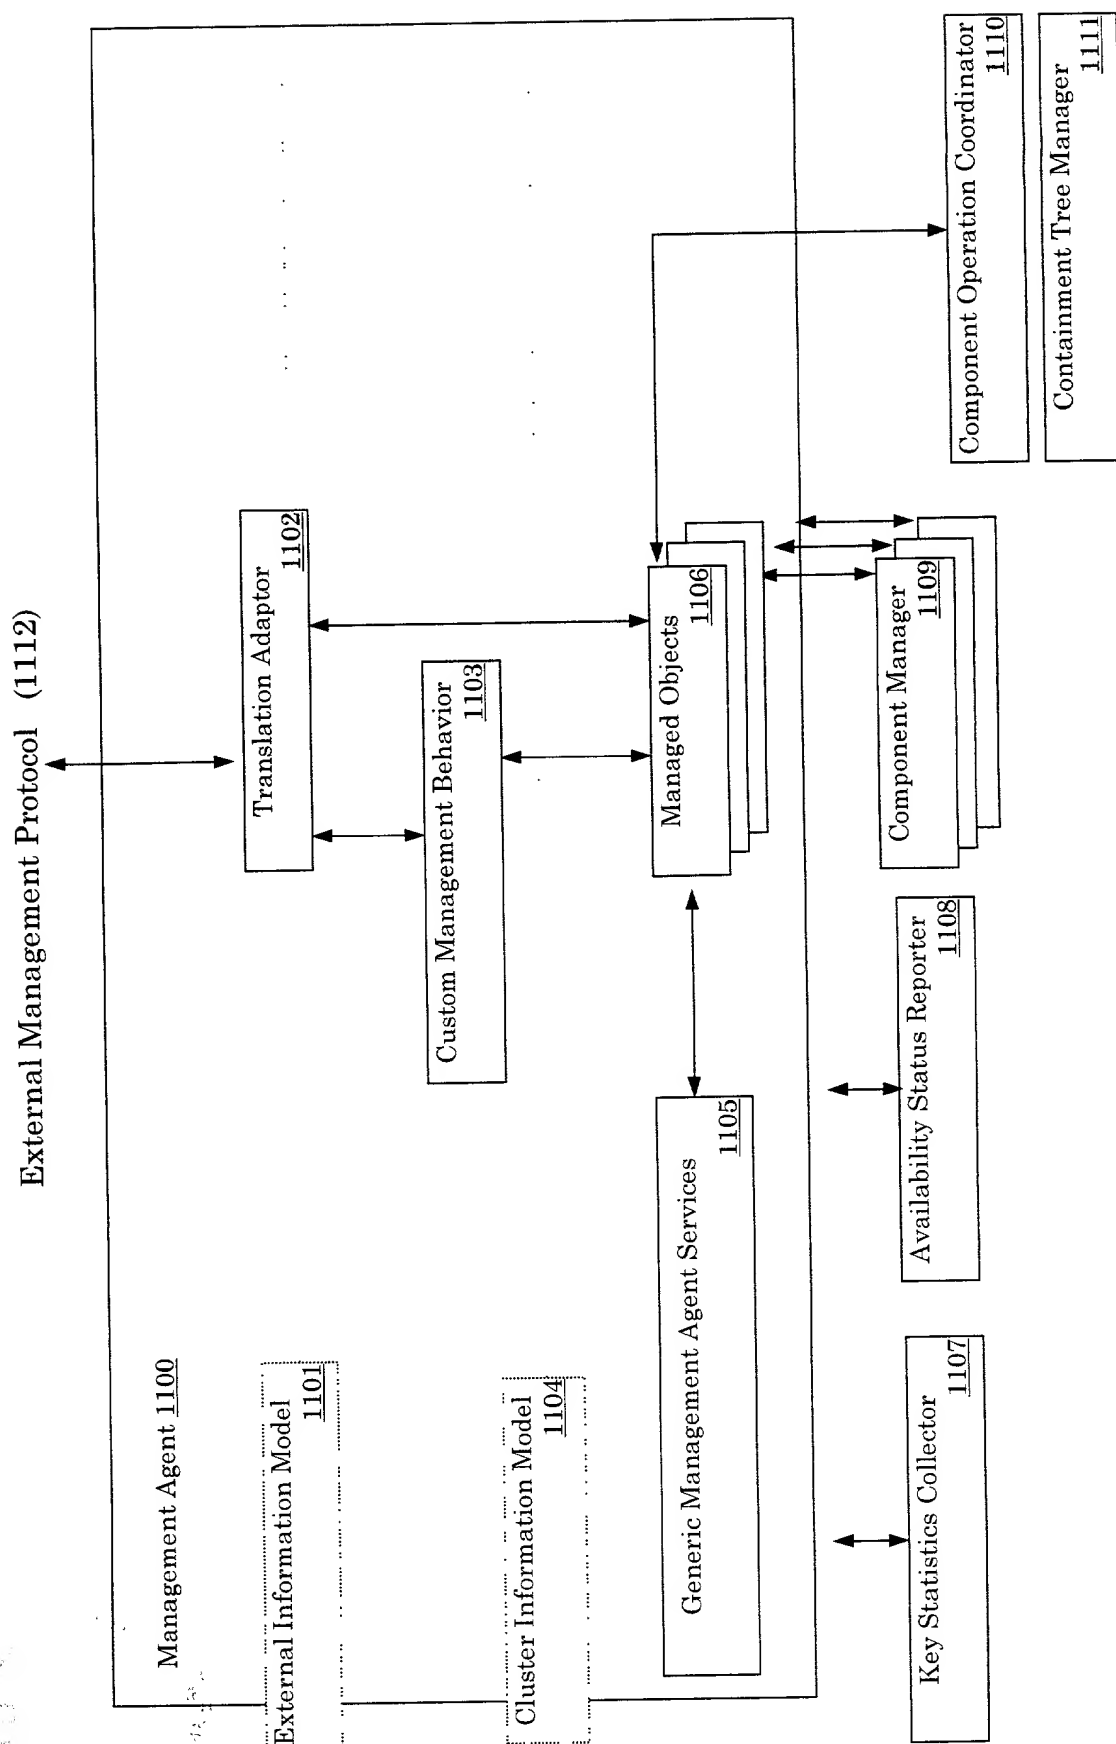 External Management Protocol (1112)
Management Agent 1100
External Information Model
1101
Translation Adaptor
1102
Custom Management Behavior
1103
Cluster Information Model
1104
Generic Management Agent Services
1105
Managed Objects
1106
Key Statistics Collector
1107
Availability Status Reporter
1108
Component Manager
1109
Component Operation Coordinator
1110
Containment Tree Manager
1111